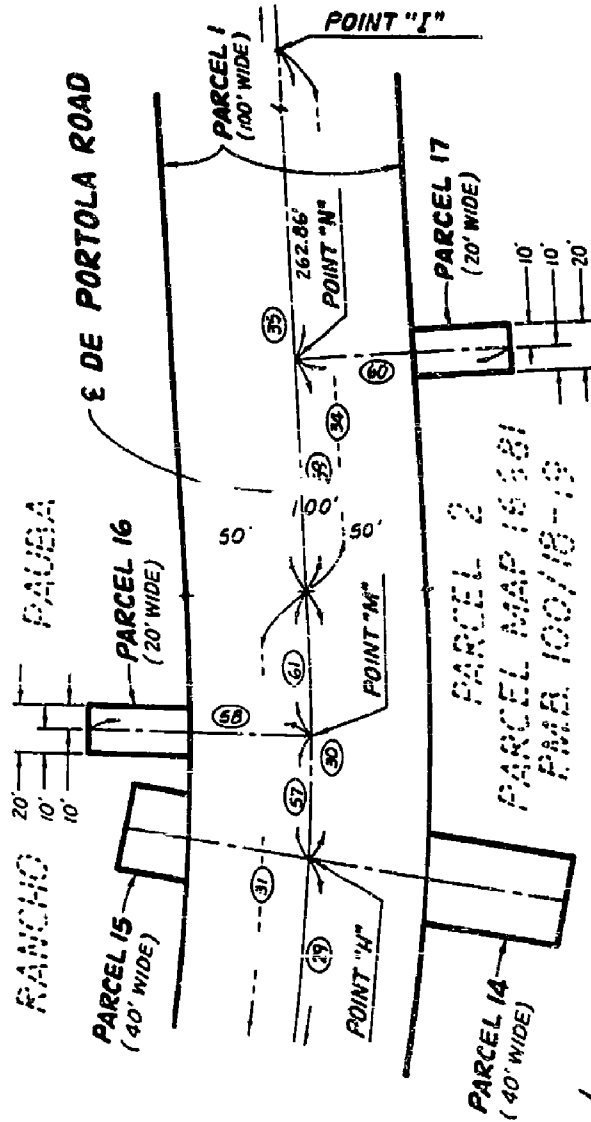 RANCHO PAUBA
20'
10'
10'
PARCEL 16
(20' WIDE)
PARCEL 15
(40' WIDE)
DE PORTOLA ROAD
PARCEL 1
(100' WIDE)
POINT "I"
262.86'
POINT "N"
35
50'
58
31
100'
39
34
60
50'
61
30
57
29
POINT "M"
POINT "H"
PARCEL 17
(20' WIDE)
10'
10'
20'
PARCEL 14
(40' WIDE)
PARCEL 2
PARCEL MAP
P.M.B. 100/18-19